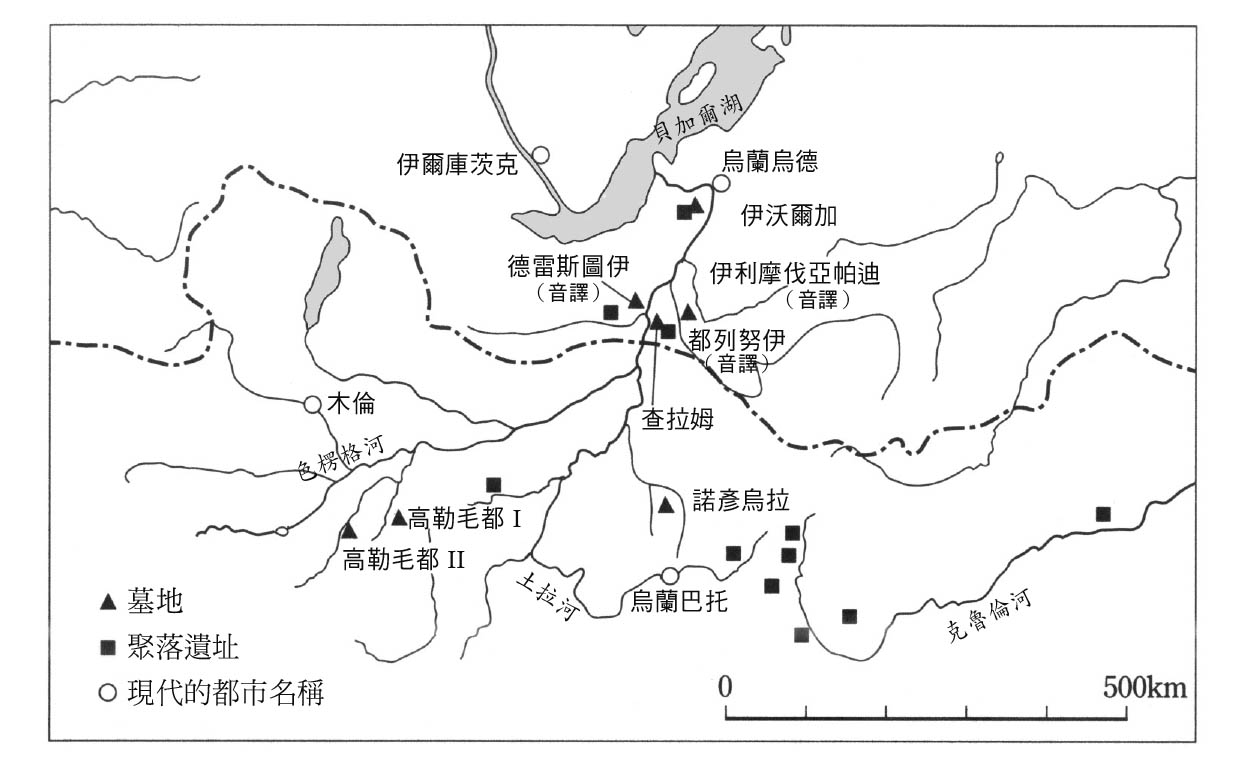 貝加爾湖
伊爾庫茨克
烏蘭烏德
伊沃爾加
德雷斯圖伊
（音譯）
伊利摩伐亞帕迪
（音譯）
都列努伊
（音譯）
木倫
查拉姆
色楞格河
諾彥烏拉
高勒毛都 I
高勒毛都 II
土拉河
烏蘭巴托
克魯倫河
墓地
聚落遺址
現代的都市名稱
0
500km